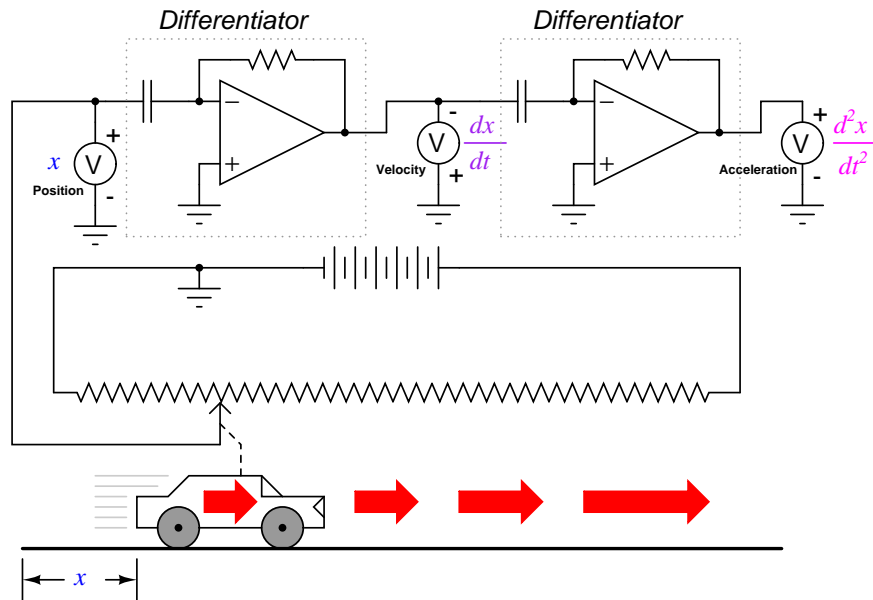 Differentiator
Differentiator
x
Position
+
V
-
−
+
-
V
+
Velocity
dx
dt
−
+
+
V
-
Acceleration
d²x
dt²
x